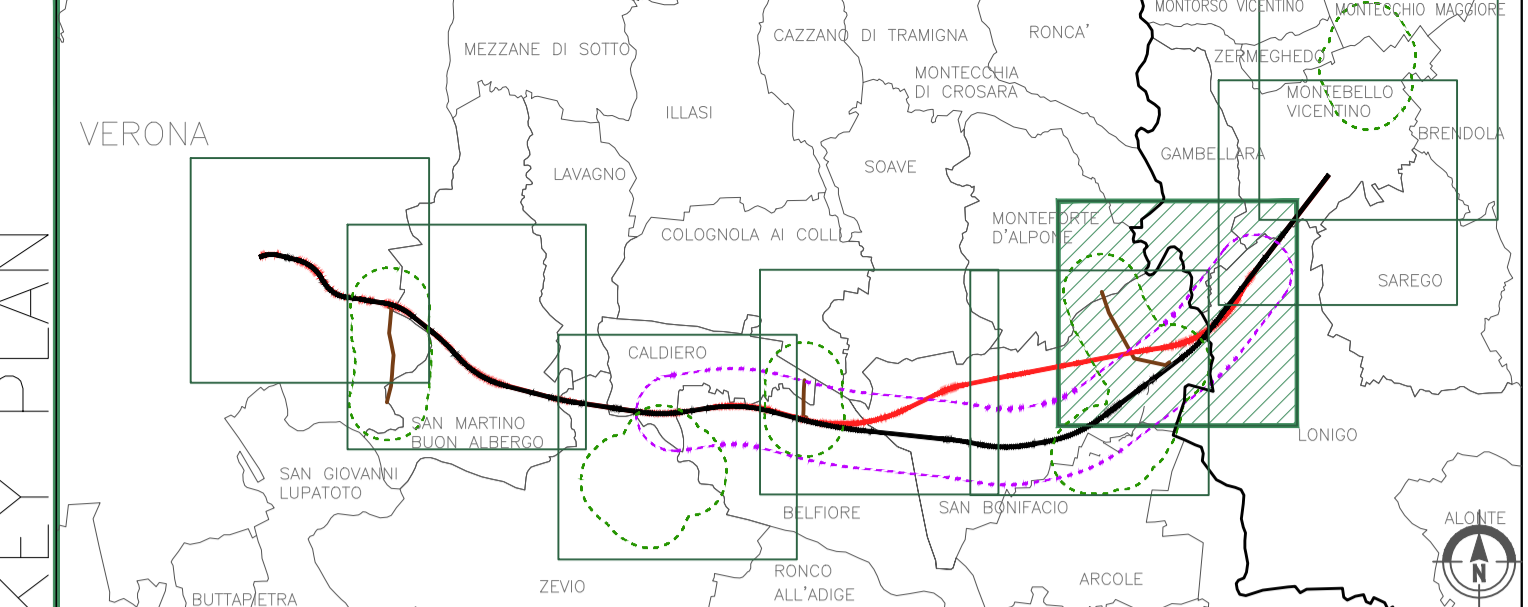 KEY PLAN
MONTORSO VICENTINO
MONTECCHIO MAGGIORE
MEZZANE DI SOTTO
CAZZANO DI TRAMIGNA
RONCA'
ZERMEGHEDO
MONTECCHIA
DI CROSARA
MONTEBELLO
VICENTINO
ILLASI
VERONA
BRENDOLA
GAMBELLARA
SOAVE
LAVAGNO
MONTEFORTE
D'ALPONE
COLOGNOLA AI COLLI
SAREGO
CALDIERO
SAN MARTINO
BUON ALBERGO
LONIGO
SAN GIOVANNI
LUPATOTO
SAN BONIFACIO
BELFIORE
ALONTE
N
RONCO
ALL'ADIGE
ARCOLE
ZEVIO
BUTTAPIETRA